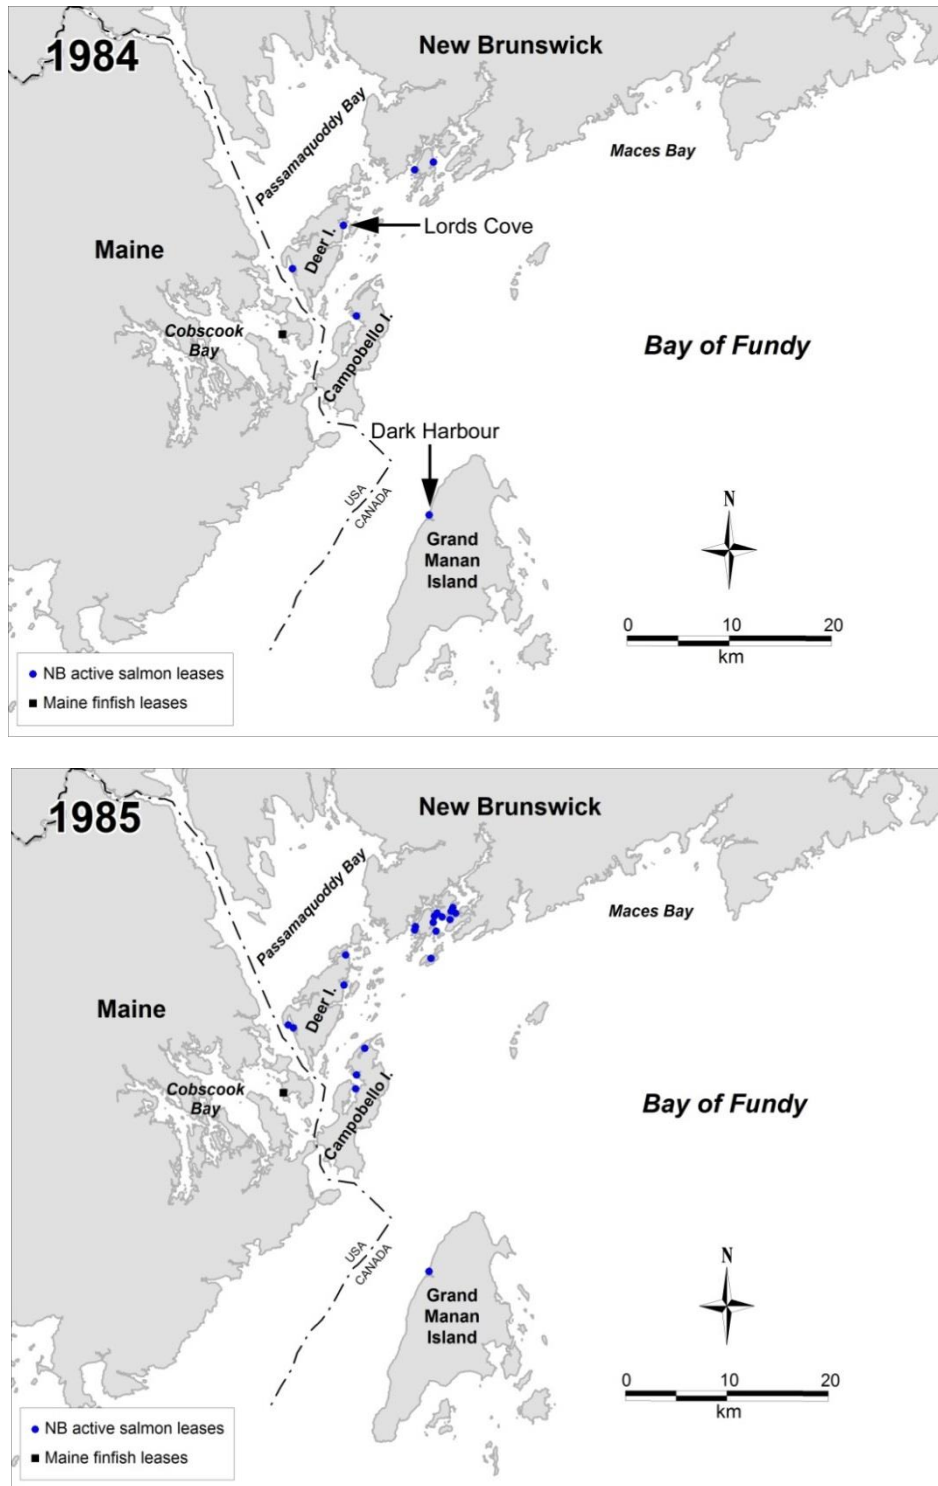 1984
New Brunswick
Passamaquoddy Bay
Maces Bay
Lords Cove
Maine
Deer I.
Cobscook
Bay
Campobello I.
Bay of Fundy
Dark Harbour
USA
CANADA
N
Grand
Manan
Island
0 10 20
km
NB active salmon leases
Maine finfish leases
1985
New Brunswick
Passamaquoddy Bay
Maces Bay
Maine
Deer I.
Cobscook
Bay
Campobello I.
Bay of Fundy
USA
CANADA
N
Grand
Manan
Island
0 10 20
km
NB active salmon leases
Maine finfish leases